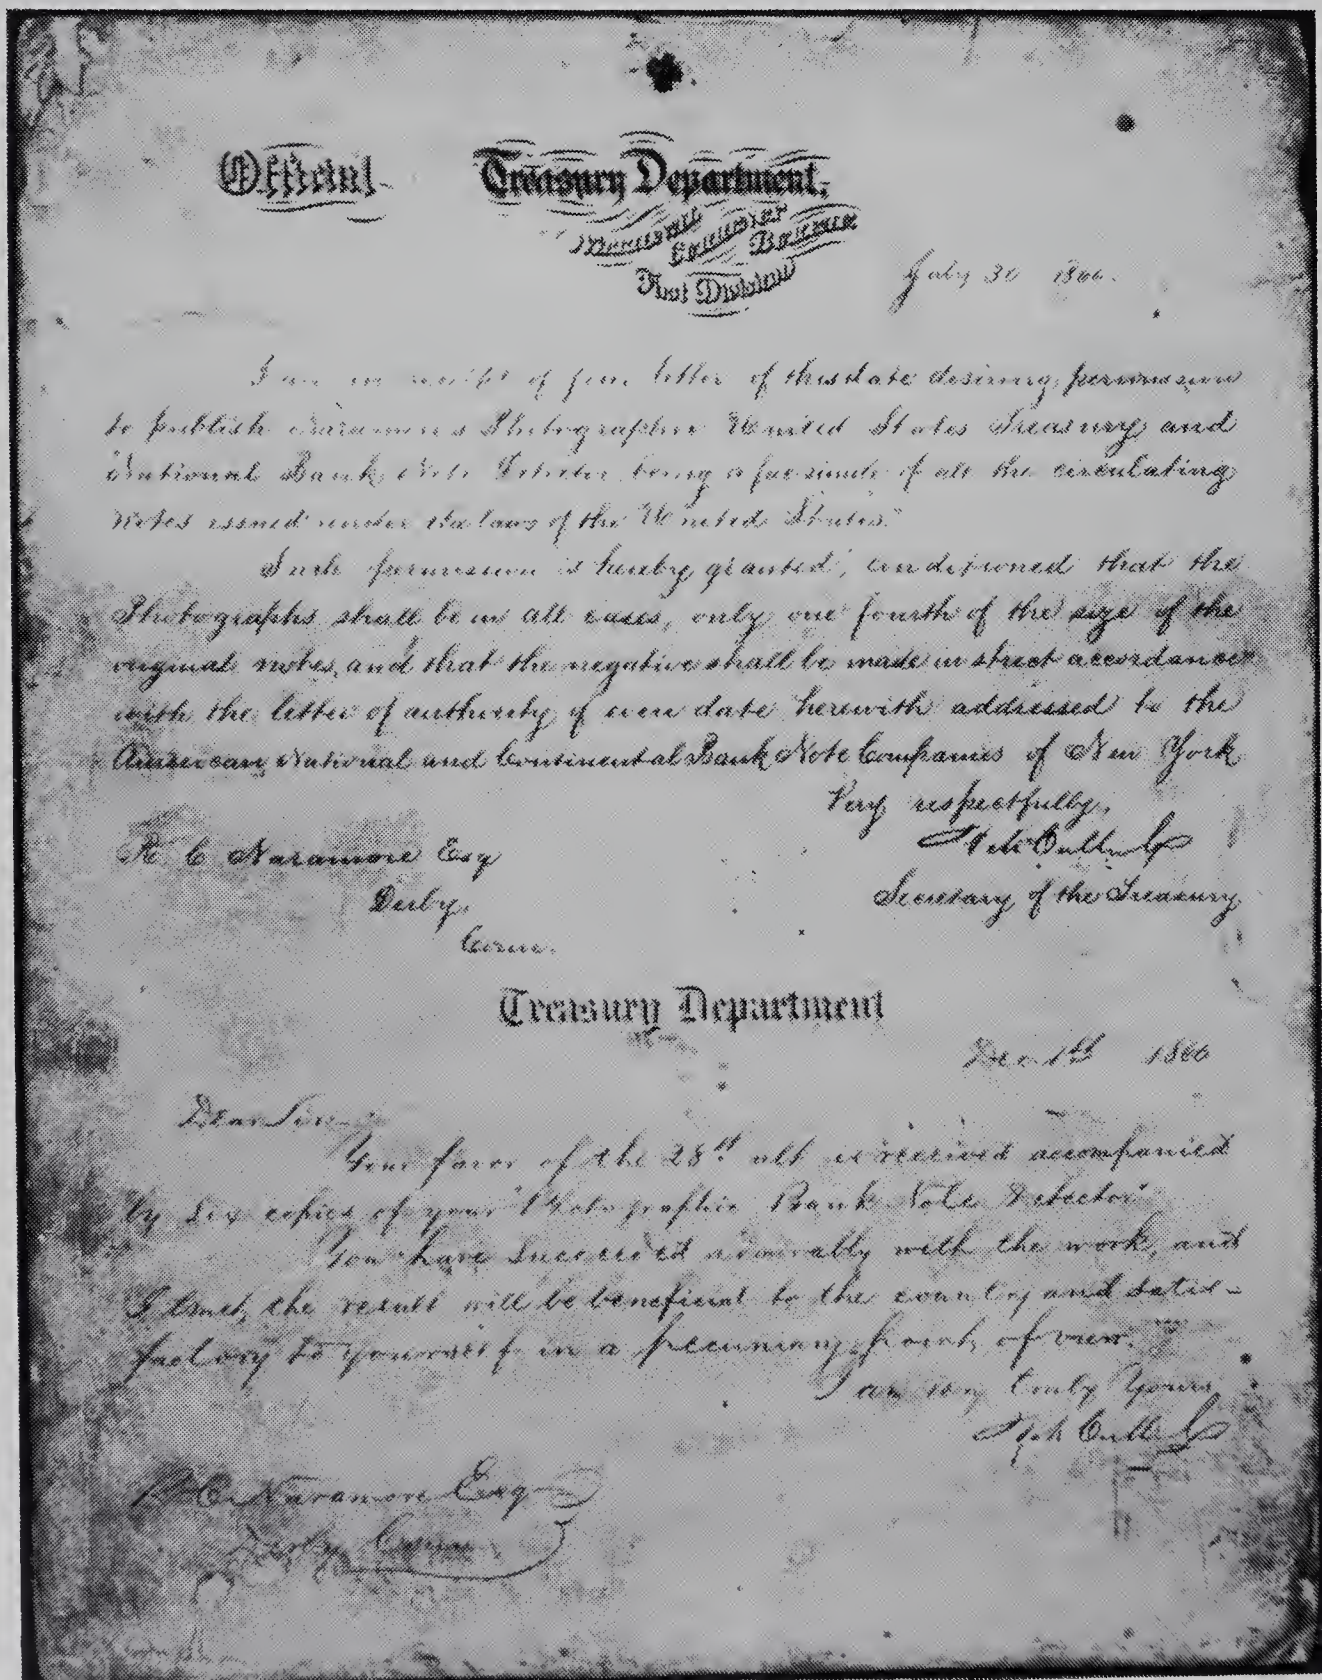 Official
Treasury Department,
National Currency Bureau
First Division
July 30 1866.
I am in receipt of your letter of this date desiring permission
to publish Naramore's Photographic United States Treasury and
National Bank Note Detector being a facsimile of all the circulating
Notes issued under the laws of the United States."
Such permission is hereby granted, conditioned that the
Photographs shall be in all cases, only one fourth of the size of the
original notes, and that the negative shall be made in strict accordance
with the letter of authority of even date herewith addressed to the
American, National and Continental Bank Note Companies of New York
Very respectfully,
Secretary of the Treasury
R C Naramore Esq
Derby,
Conn.
Treasury Department
Dec 1st 1866
Dear Sir
Your favor of the 28th ult is received accompanied
by Six copies of your "Photographic Bank Note Detector"
You have succeeded admirably with the work, and
I trust, the result will be beneficial to the country and satis-
factory to yourself in a pecuniary point of view.
I am very truly Yours
R C Naramore Esq
Derby Conn